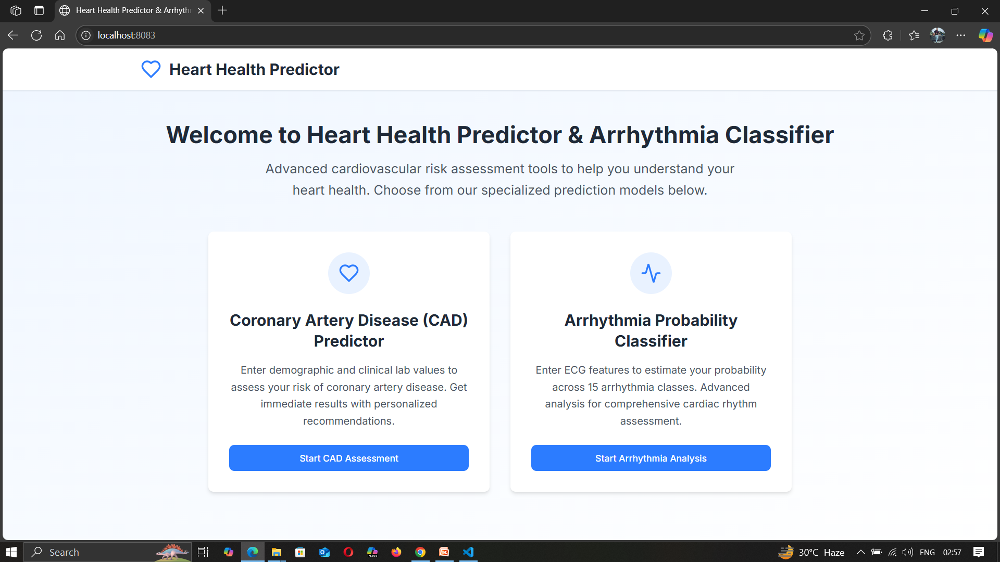 Heart Health Predictor & Arrhyth
localhost:8083
Heart Health Predictor
Welcome to Heart Health Predictor & Arrhythmia Classifier
Advanced cardiovascular risk assessment tools to help you understand your
heart health. Choose from our specialized prediction models below.
Coronary Artery Disease (CAD)
Predictor
Enter demographic and clinical lab values to
assess your risk of coronary artery disease. Get
immediate results with personalized
recommendations.
Start CAD Assessment
Arrhythmia Probability
Classifier
Enter ECG features to estimate your probability
across 15 arrhythmia classes. Advanced
analysis for comprehensive cardiac rhythm
assessment.
Start Arrhythmia Analysis
Search
M365
30°C Haze
ENG
02:57